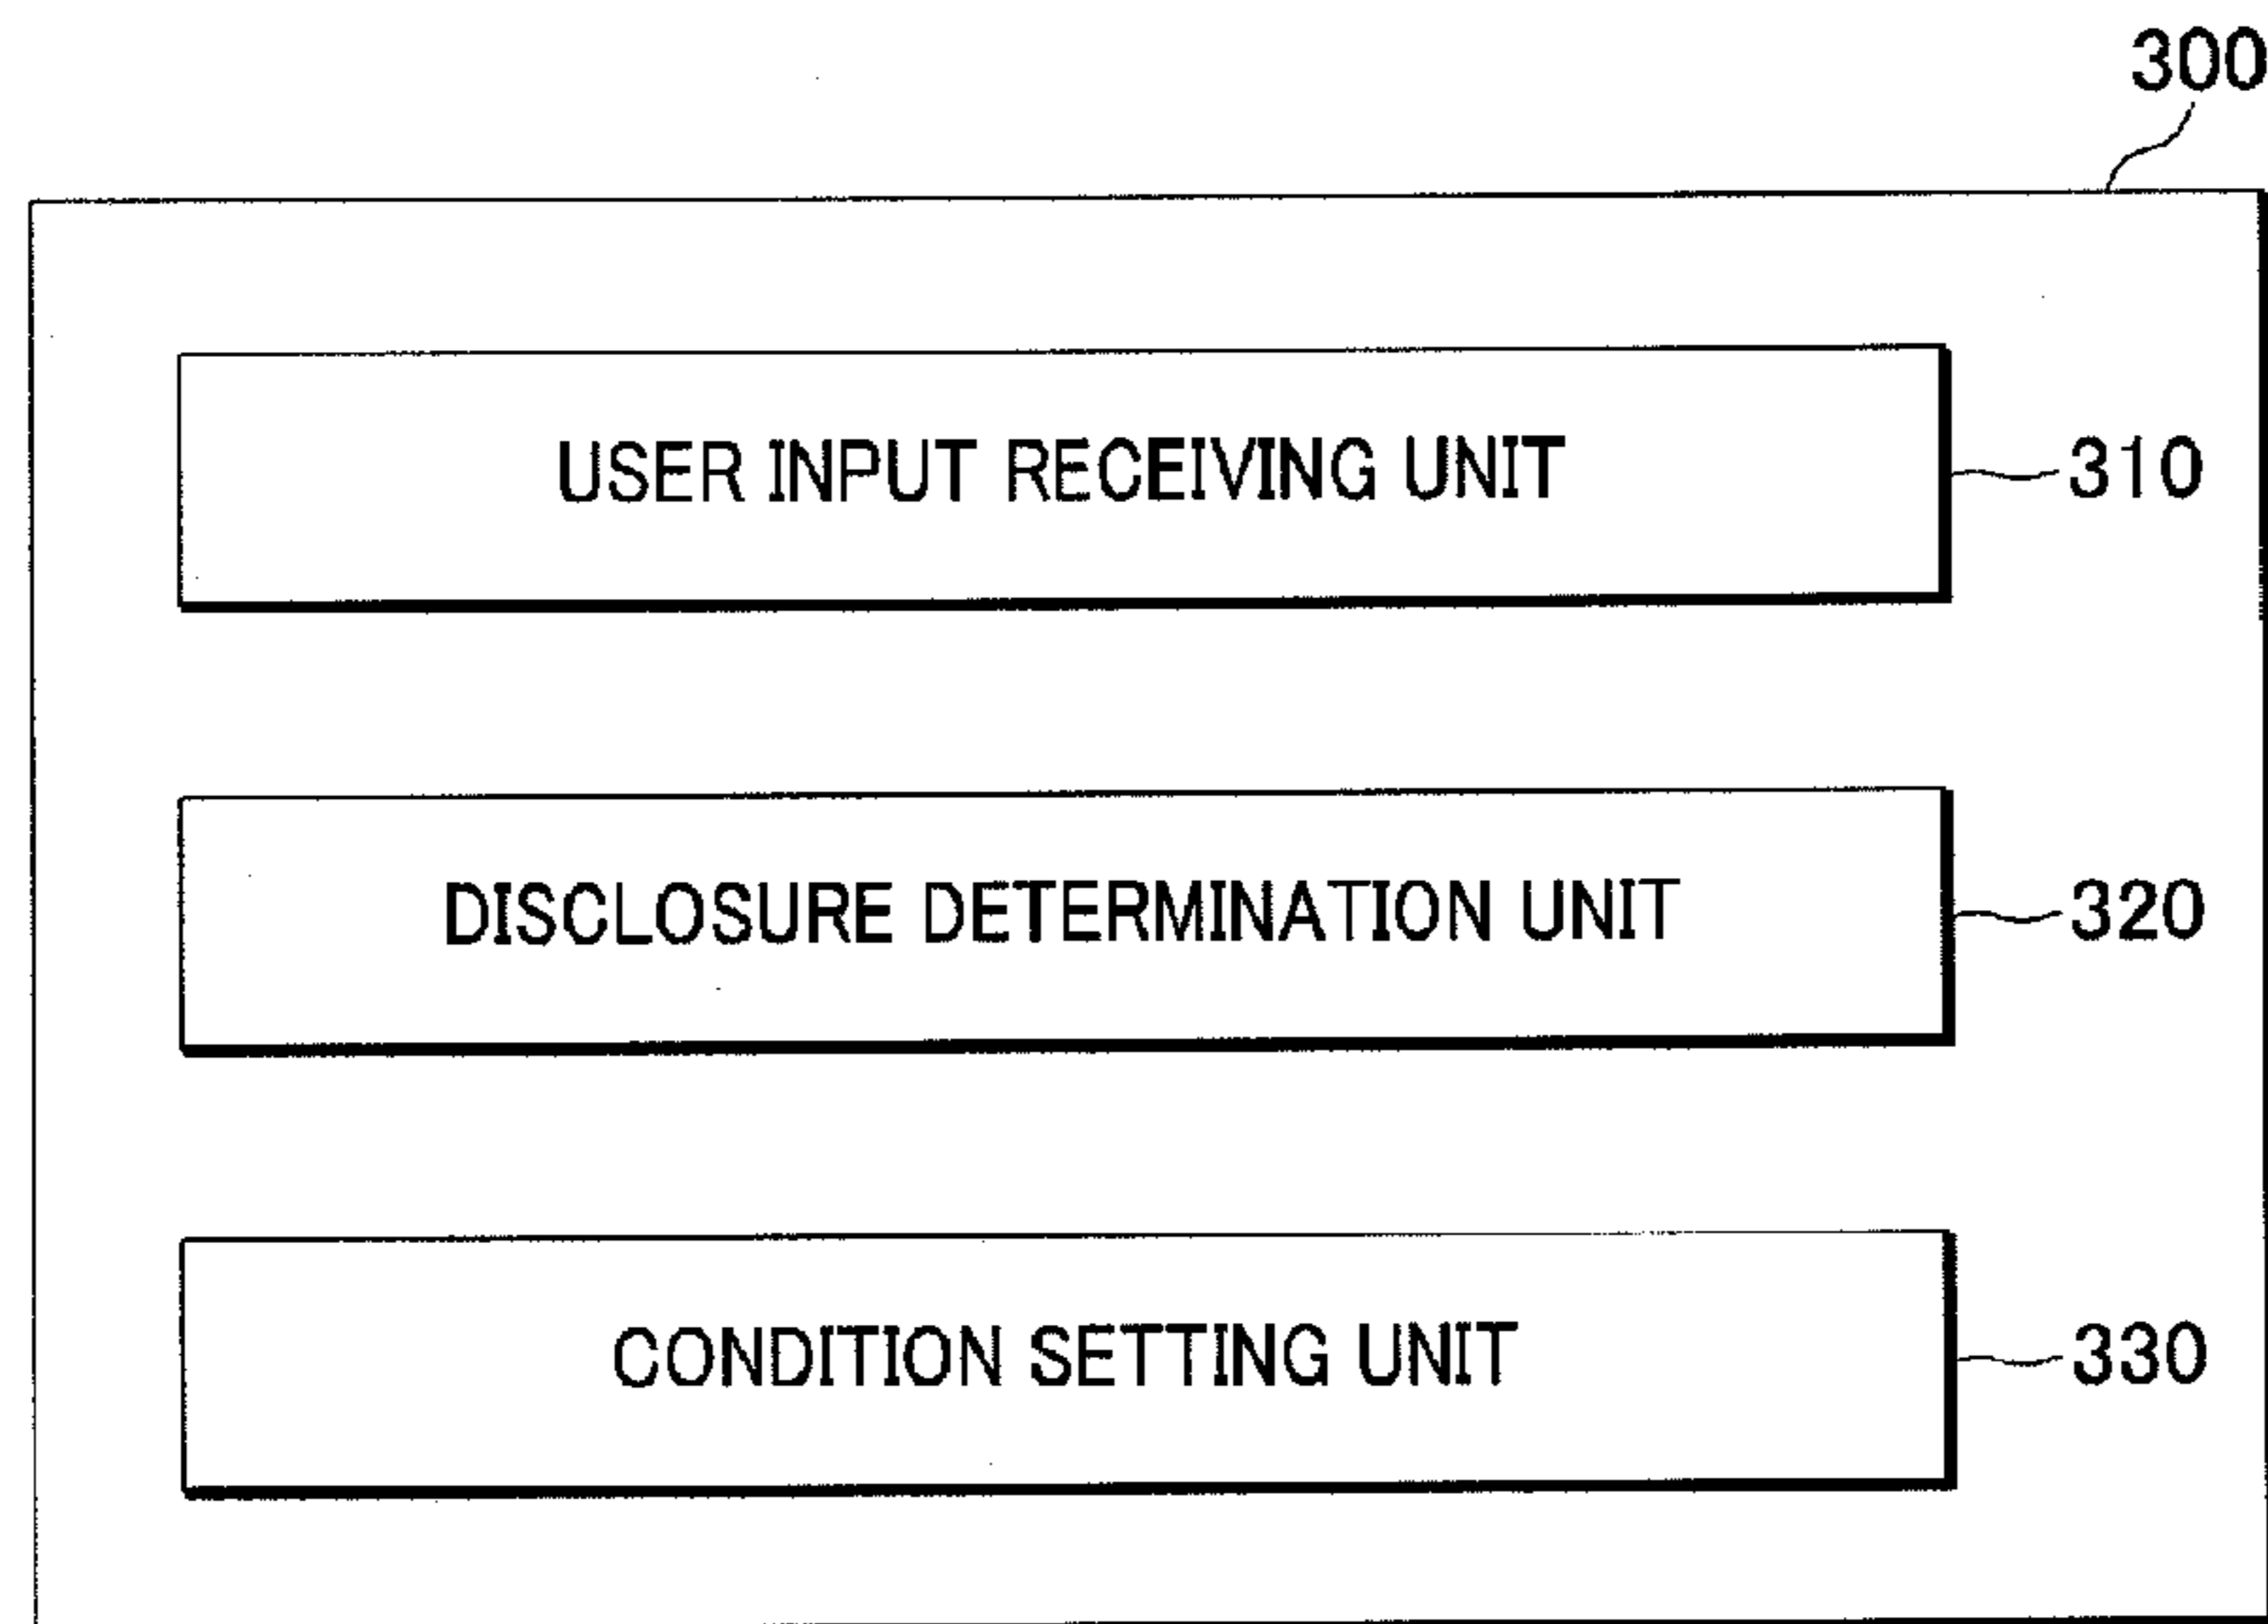 300
USER INPUT RECEIVING UNIT 310
DISCLOSURE DETERMINATION UNIT 320
CONDITION SETTING UNIT 330